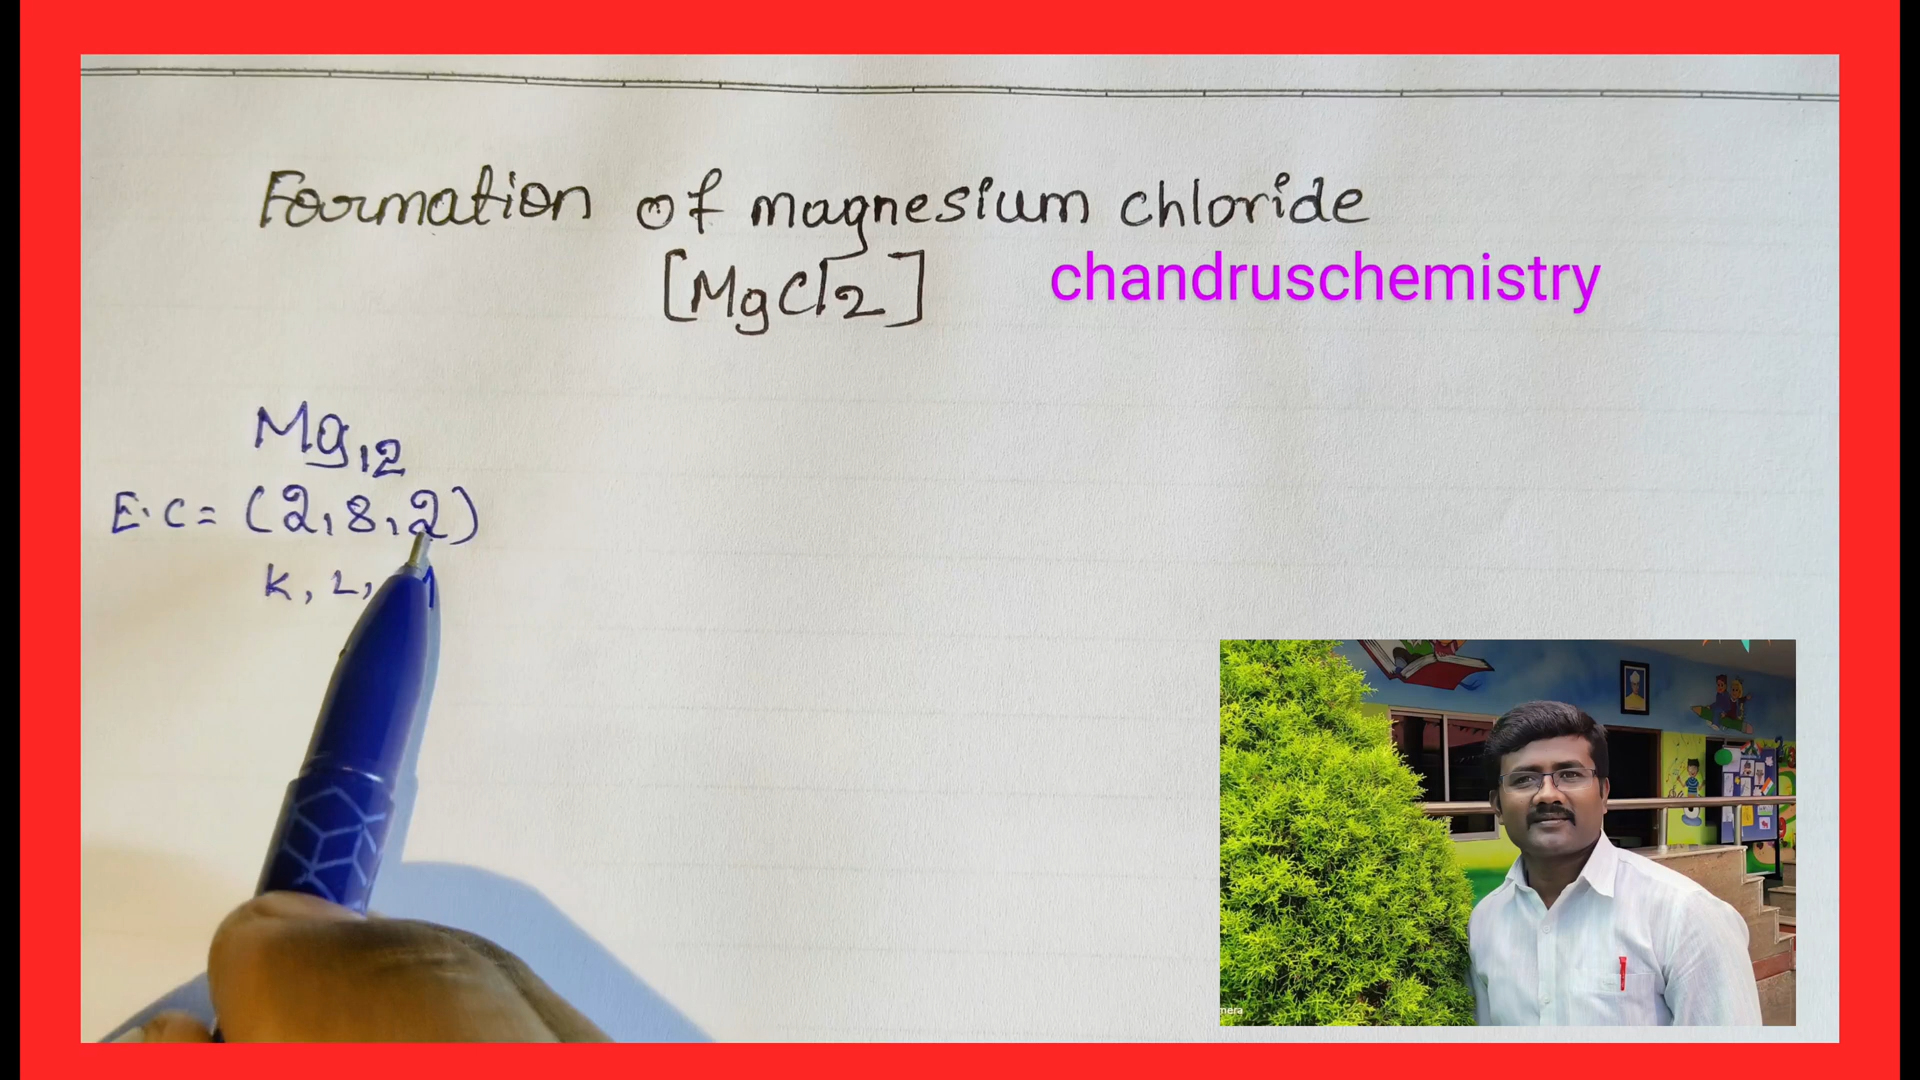 Formation of magnesium chloride
[MgCl2]
chandruschemistry
Mg12
E.C = (2,8,2)
K, L,